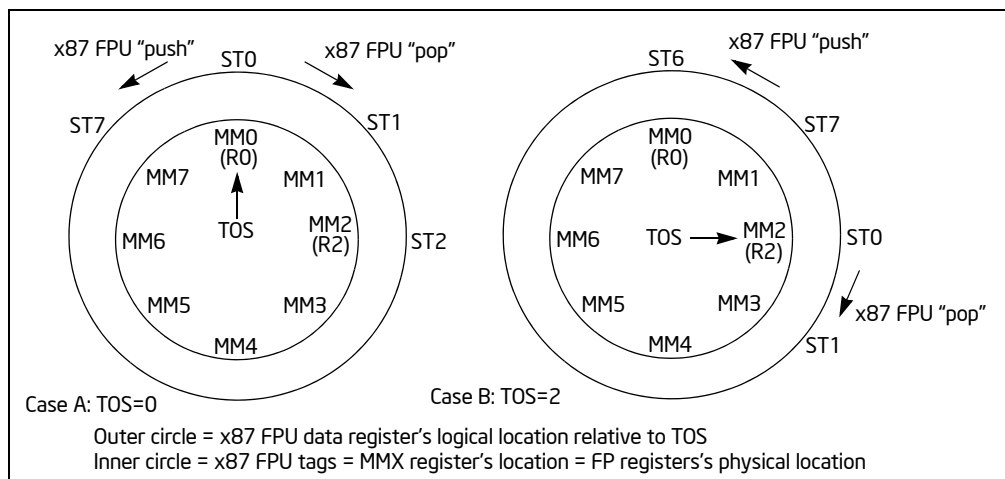 x87 FPU “push”
ST0
x87 FPU “pop”
ST7
ST1
MM0
(R0)
MM7
MM1
TOS
MM2
(R2)
ST2
MM6
MM5
MM3
MM4
Case A: TOS=0
x87 FPU “push”
ST6
ST7
MM0
(R0)
MM7
MM1
TOS
MM2
(R2)
ST0
MM6
MM5
MM3
x87 FPU “pop”
ST1
MM4
Case B: TOS=2
Outer circle = x87 FPU data register’s logical location relative to TOS
Inner circle = x87 FPU tags = MMX register’s location = FP registers’s physical location